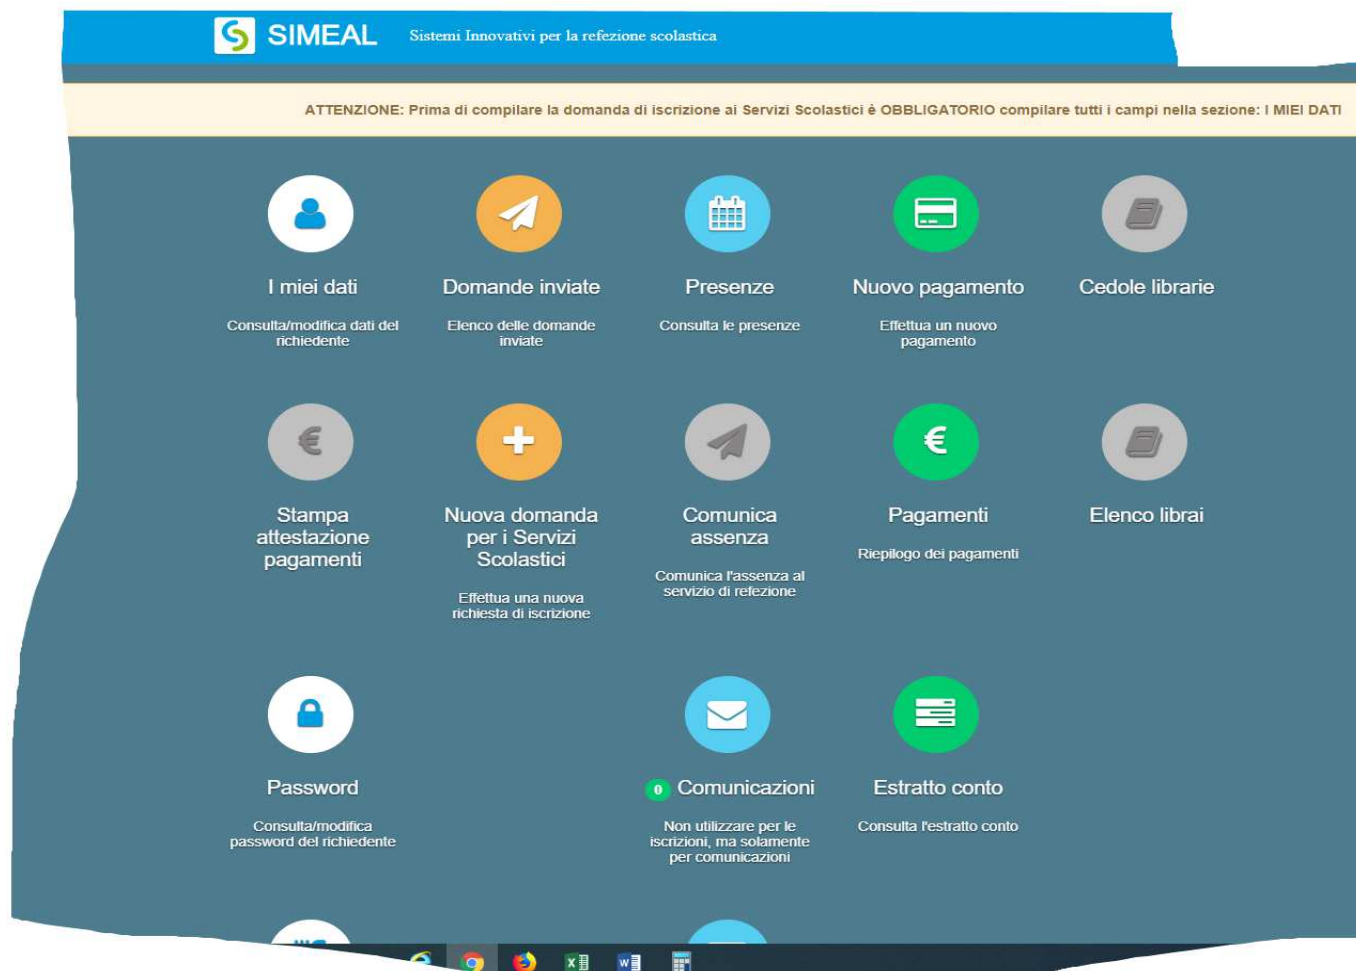 SIMEAL
Sistemi Innovativi per la refezione scolastica
ATTENZIONE: Prima di compilare la domanda di iscrizione ai Servizi Scolastici è OBBLIGATORIO compilare tutti i campi nella sezione: I MIEI DATI
I miei dati
Consulta/modifica dati del
richiedente
Domande inviate
Elenco delle domande
inviate
Presenze
Consulta le presenze
Nuovo pagamento
Effettua un nuovo
pagamento
Cedole librarie
€
Stampa
attestazione
pagamenti
Nuova domanda
per i Servizi
Scolastici
Effettua una nuova
richiesta di iscrizione
Comunica
assenza
Comunica l'assenza al
servizio di refezione
€
Pagamenti
Riepilogo dei pagamenti
Elenco librai
Password
Consulta/modifica
password del richiedente
0 Comunicazioni
Non utilizzare per le
iscrizioni, ma solamente
per comunicazioni
Estratto conto
Consulta l'estratto conto